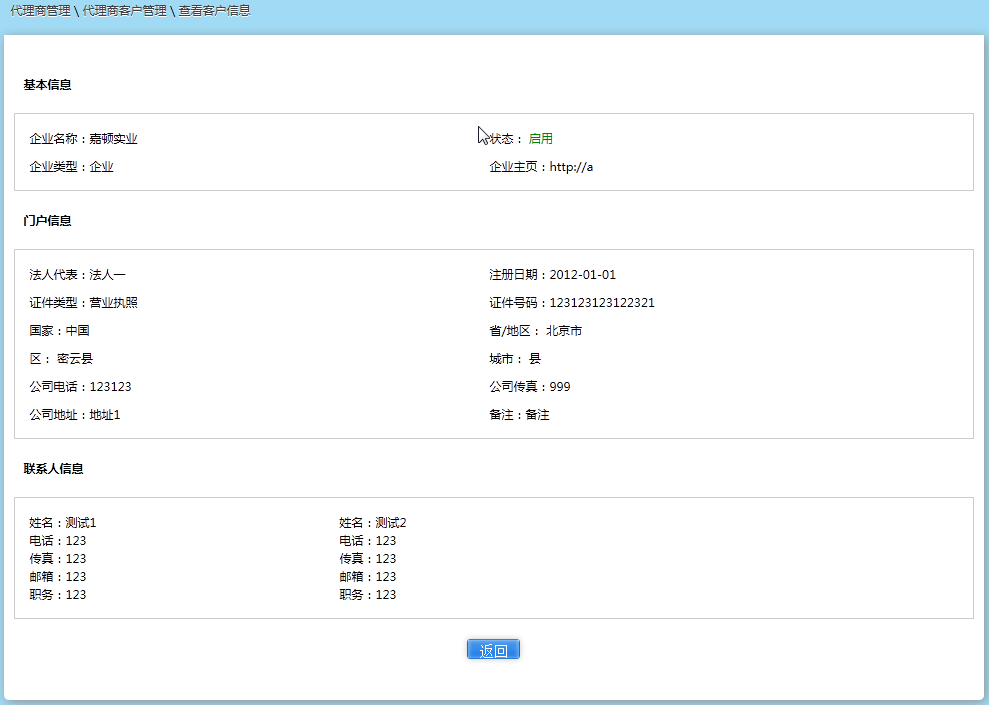 代理商管理 \ 代理商客户管理 \ 查看客户信息
基本信息
企业名称：嘉顿实业 状态： 启用
企业类型：企业 企业主页：http://a
门户信息
法人代表：法人一 注册日期：2012-01-01
证件类型：营业执照 证件号码：123123123122321
国家：中国 省/地区： 北京市
区： 密云县 城市： 县
公司电话：123123 公司传真：999
公司地址：地址1 备注：备注
联系人信息
姓名：测试1 姓名：测试2
电话：123 电话：123
传真：123 传真：123
邮箱：123 邮箱：123
职务：123 职务：123
返回